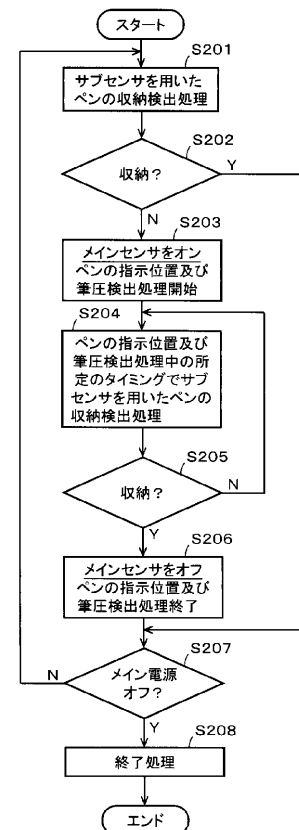 スタート
S201
サブセンサを用いた
ペンの収納検出処理
S202
収納？
Y
N
S203
メインセンサをオン
ペンの指示位置及び
筆圧検出処理開始
S204
ペンの指示位置及び
筆圧検出処理中の所
定のタイミングでサブ
センサを用いたペンの
収納検出処理
S205
収納？
N
Y
S206
メインセンサをオフ
ペンの指示位置及び
筆圧検出処理終了
S207
N
メイン電源
オフ？
Y
S208
終了処理
エンド